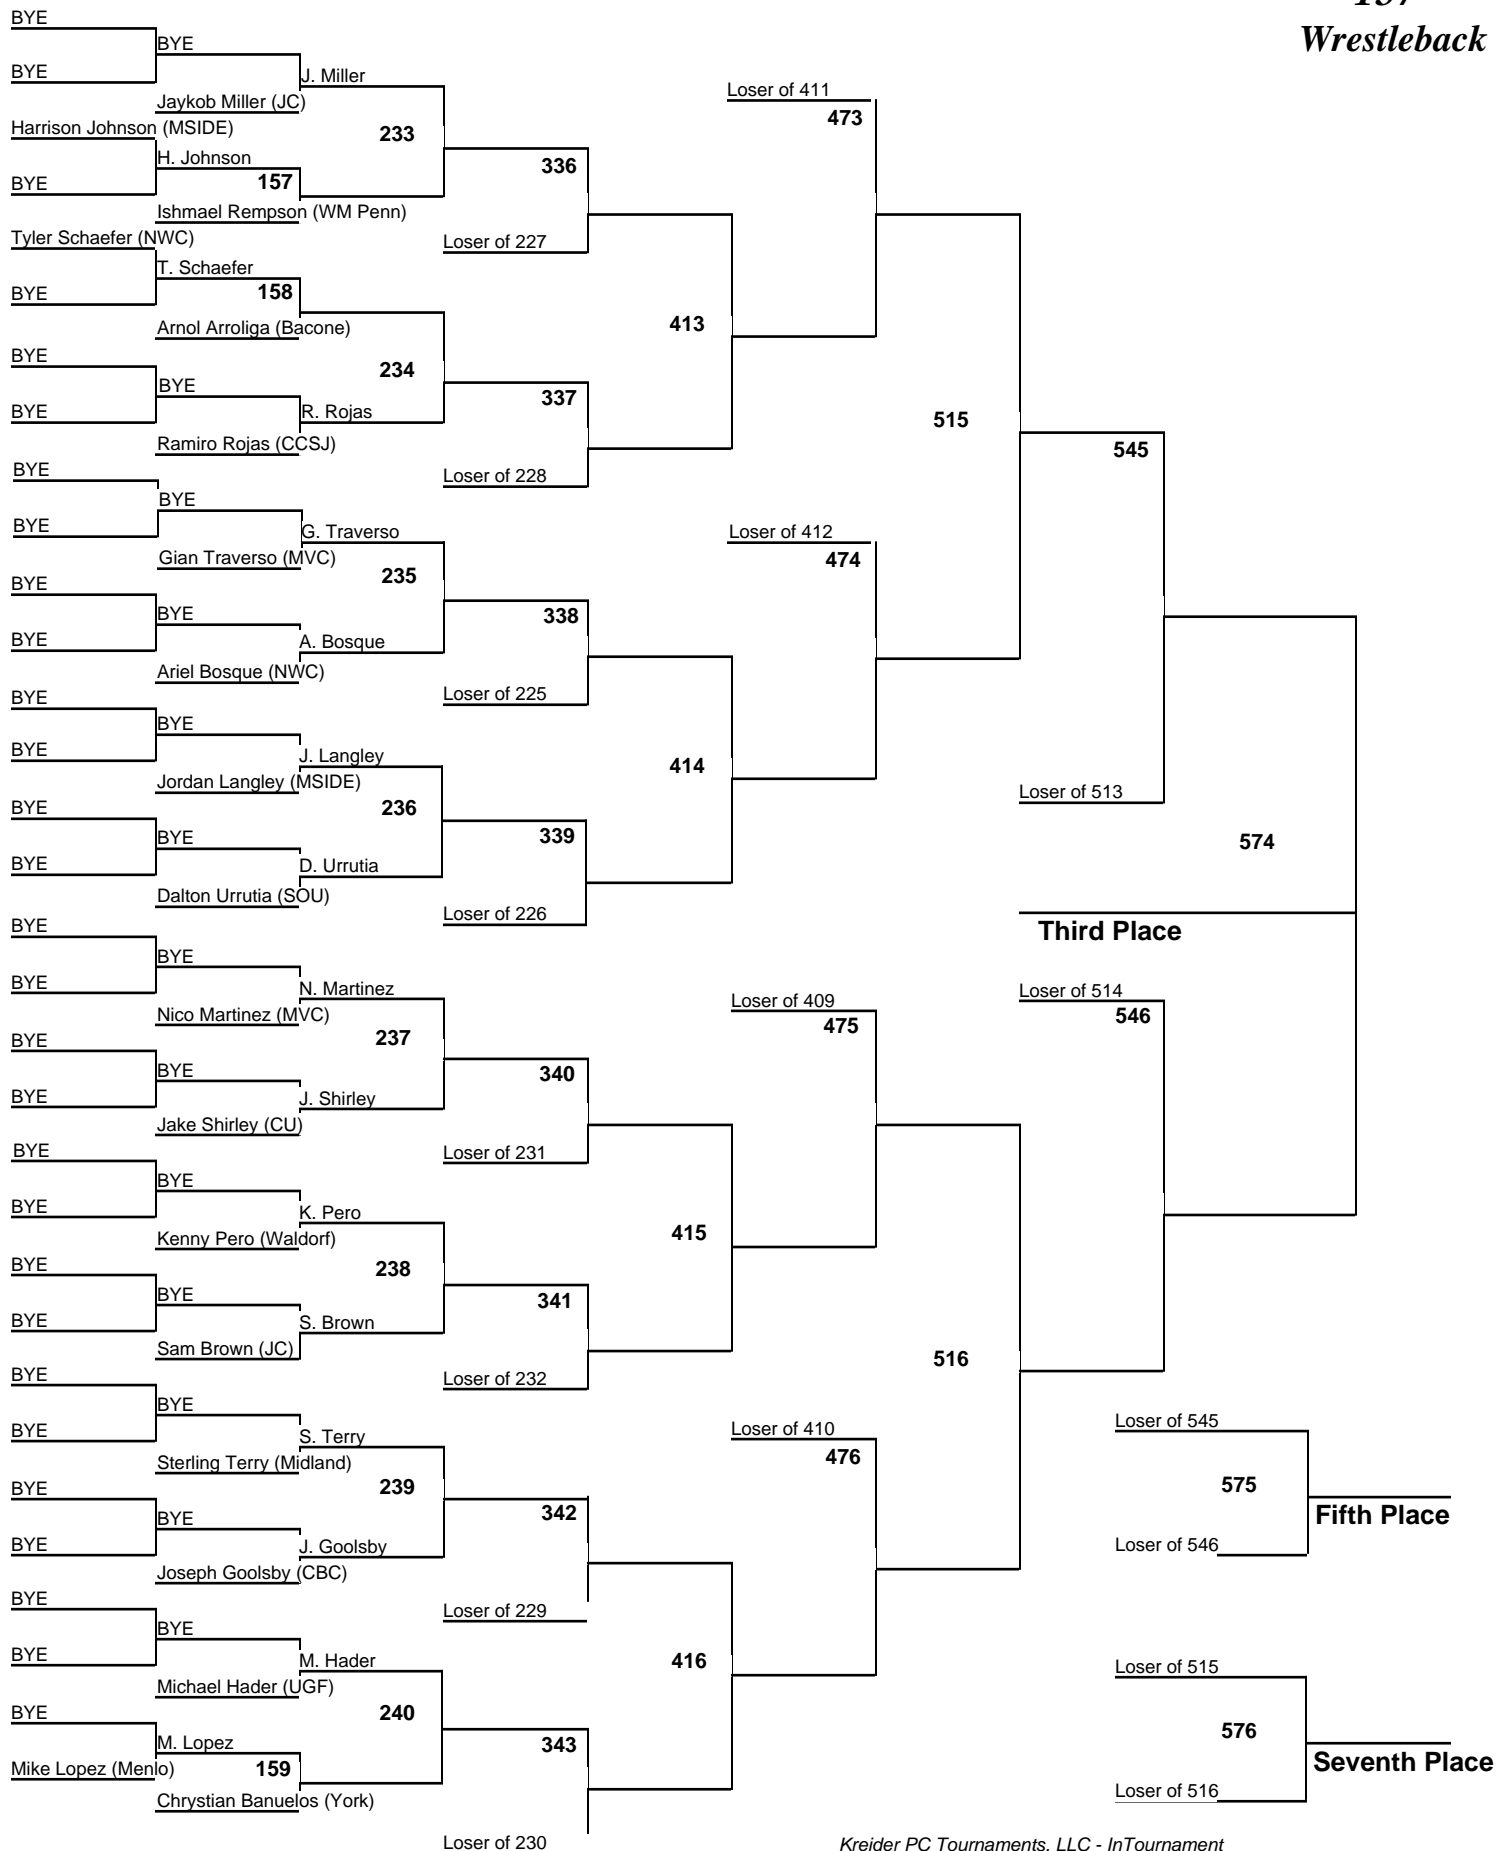 157
Wrestleback
BYE
BYE
BYE
J. Miller
Jaykob Miller (JC)
Harrison Johnson (MSIDE)
H. Johnson
157
BYE
Ishmael Rempson (WM Penn)
233
336
Loser of 227
Loser of 411
473
Tyler Schaefer (NWC)
T. Schaefer
158
BYE
Arnol Arroliga (Bacone)
234
413
BYE
BYE
BYE
R. Rojas
Ramiro Rojas (CCSJ)
337
Loser of 228
515
545
BYE
BYE
BYE
G. Traverso
Gian Traverso (MVC)
235
Loser of 412
474
BYE
BYE
BYE
A. Bosque
Ariel Bosque (NWC)
338
Loser of 225
BYE
BYE
BYE
J. Langley
Jordan Langley (MSIDE)
236
414
Loser of 513
574
BYE
BYE
BYE
D. Urrutia
Dalton Urrutia (SOU)
339
Loser of 226
Third Place
BYE
BYE
BYE
N. Martinez
Nico Martinez (MVC)
237
Loser of 409
475
Loser of 514
546
BYE
BYE
BYE
J. Shirley
Jake Shirley (CU)
340
Loser of 231
BYE
BYE
BYE
K. Pero
Kenny Pero (Waldorf)
238
415
BYE
BYE
BYE
S. Brown
Sam Brown (JC)
341
Loser of 232
516
BYE
BYE
BYE
S. Terry
Sterling Terry (Midland)
239
Loser of 410
476
Loser of 545
575
Fifth Place
Loser of 546
BYE
BYE
BYE
J. Goolsby
Joseph Goolsby (CBC)
342
Loser of 229
BYE
BYE
BYE
M. Hader
Michael Hader (UGF)
240
416
Loser of 515
576
Seventh Place
Loser of 516
BYE
M. Lopez
Mike Lopez (Menlo)
159
Chrystian Banuelos (York)
343
Loser of 230
Kreider PC Tournaments, LLC - InTournament